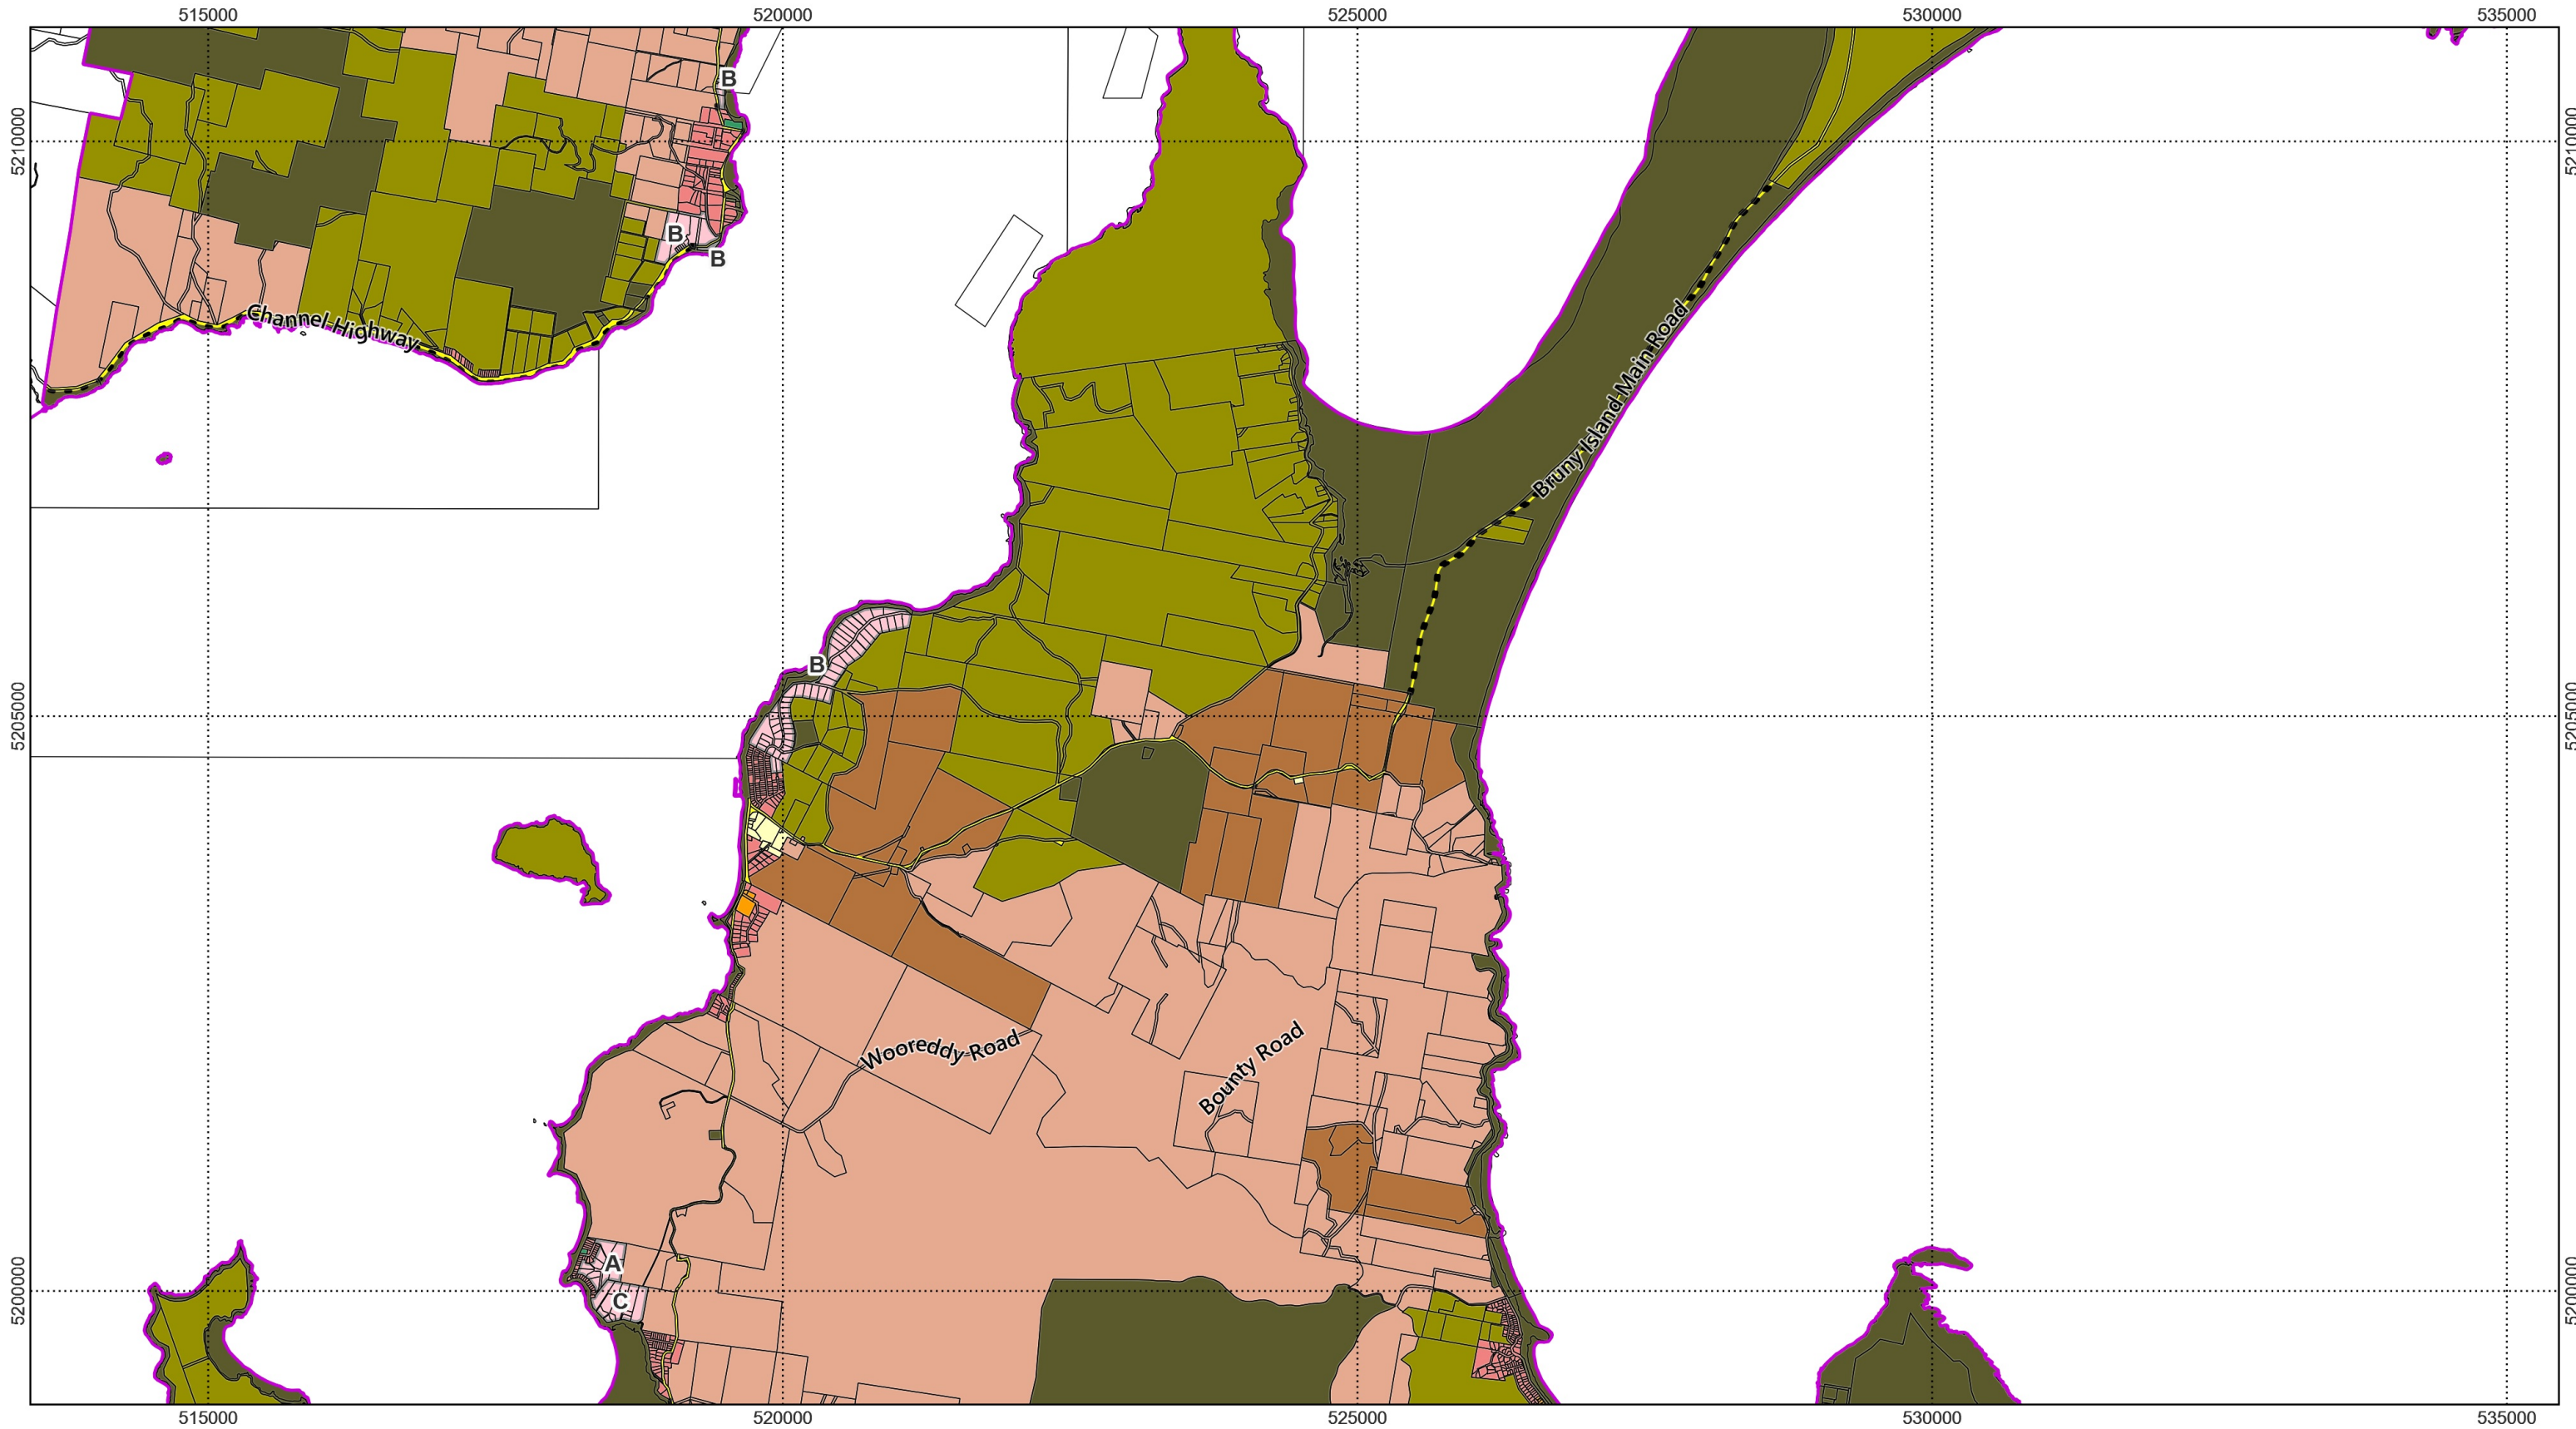 515000 520000 525000 530000 535000
B
5210000 5210000
B
B
Channel Highway
Bruny Island Main Road
B
5205000 5205000
Wooreddy Road
Bounty Road
A
C
5200000 5200000
515000 520000 525000 530000 535000